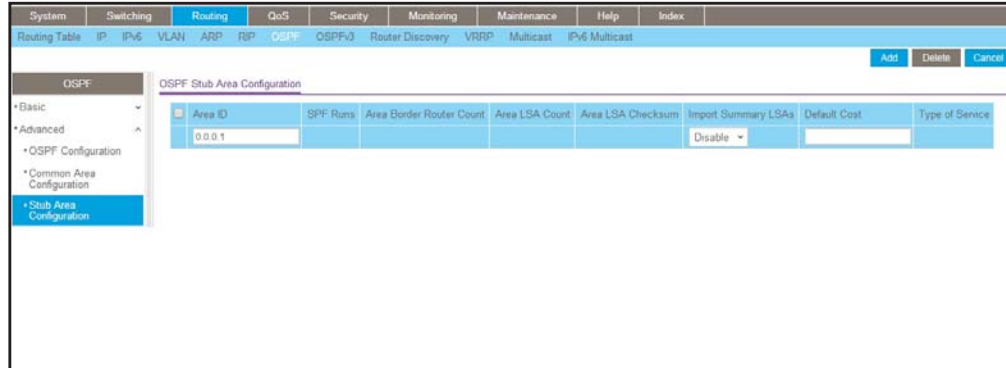 System Switching Routing QoS Security Monitoring Maintenance Help Index
Routing Table IP IPv6 VLAN ARP RIP OSPF OSPFv3 Router Discovery VRRP Multicast IPv6 Multicast
Add Delete Cancel
OSPF
OSPF Stub Area Configuration
Basic
Advanced
OSPF Configuration
Common Area
Configuration
Stub Area
Configuration
Area ID SPF Runs Area Border Router Count Area LSA Count Area LSA Checksum Import Summary LSAs Default Cost Type of Service
0.0.0.1 Disable